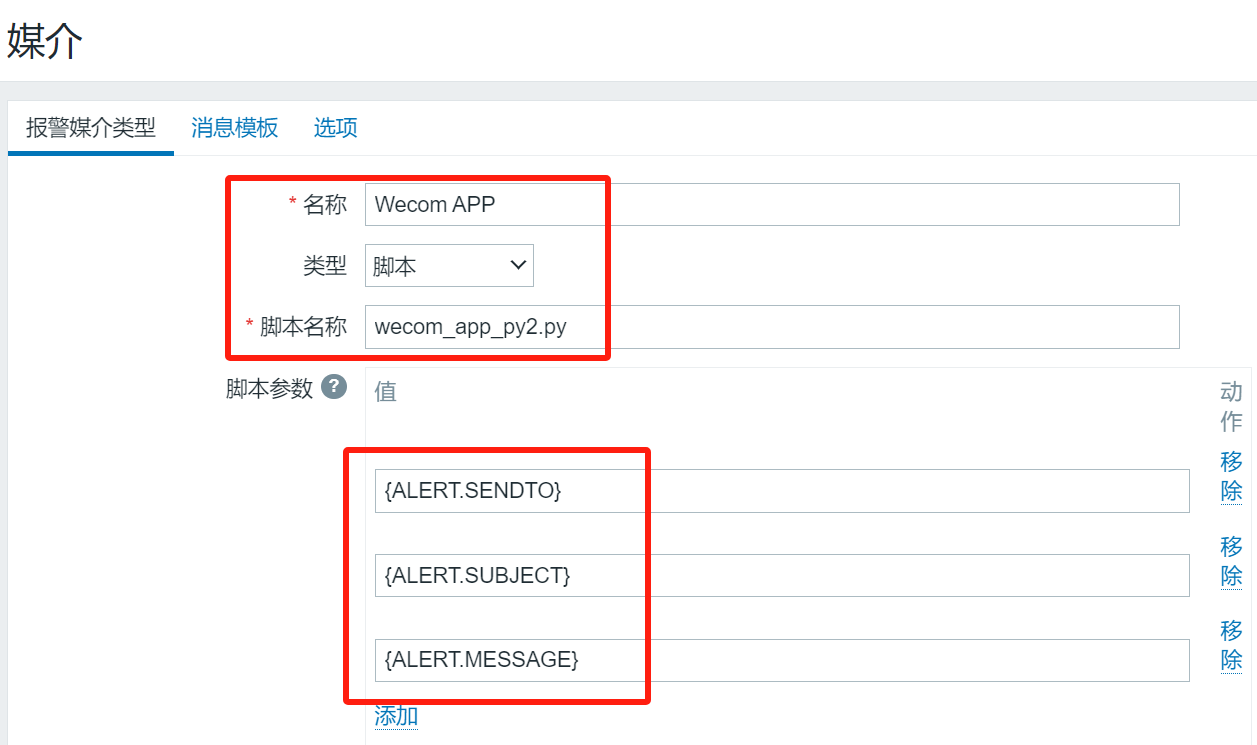 媒介
报警媒介类型 消息模板 选项
* 名称 Wecom APP
类型 脚本
* 脚本名称 wecom_app_py2.py
脚本参数 ? 值 动作
{ALERT.SENDTO} 移除
{ALERT.SUBJECT} 移除
{ALERT.MESSAGE} 移除
添加